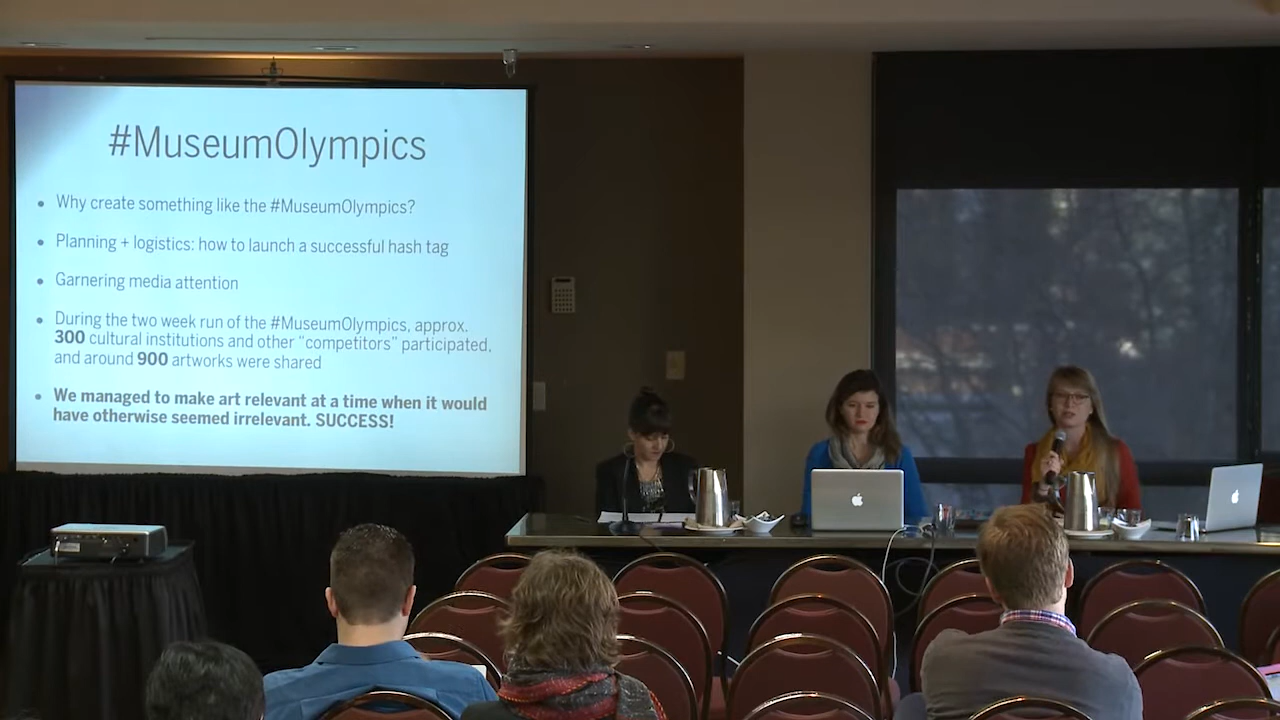 #MuseumOlympics
• Why create something like the #MuseumOlympics?
• Planning + logistics: how to launch a successful hash tag
• Garnering media attention
• During the two week run of the #MuseumOlympics, approx.
300 cultural institutions and other “competitors” participated,
and around 900 artworks were shared
• We managed to make art relevant at a time when it would
have otherwise seemed irrelevant. SUCCESS!